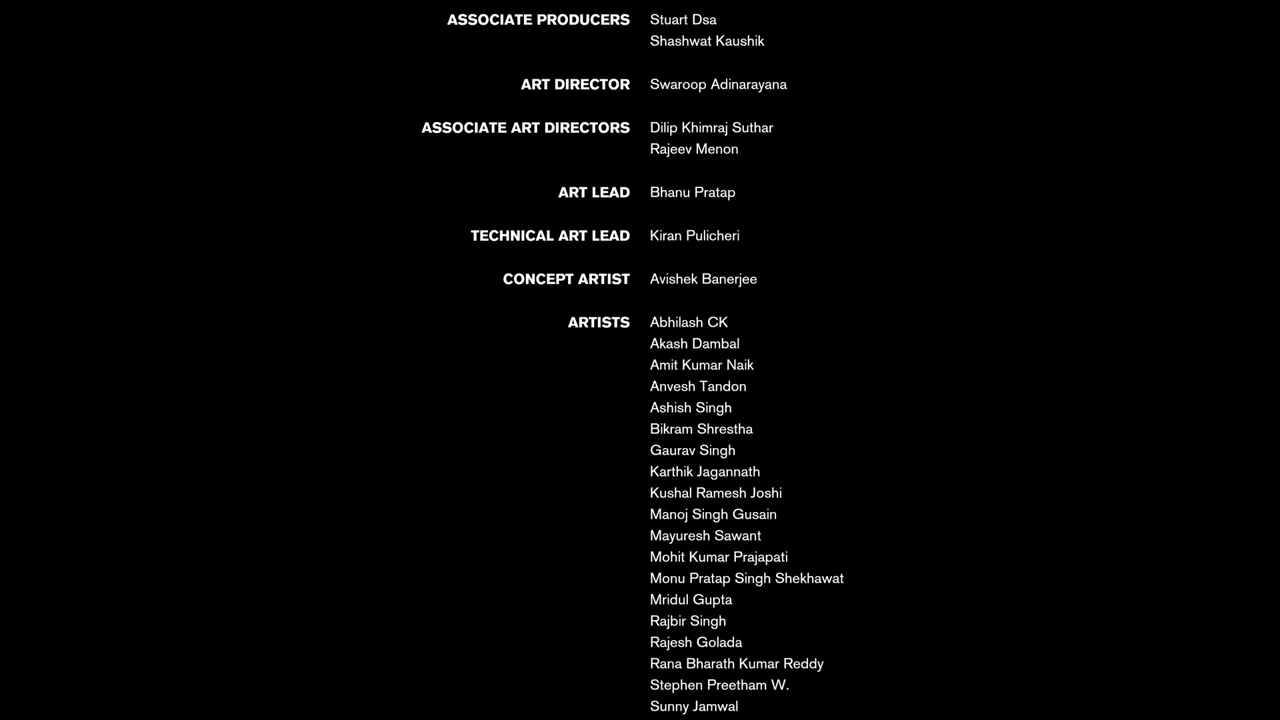 ASSOCIATE PRODUCERS Stuart Dsa
Shashwat Kaushik
ART DIRECTOR Swaroop Adinarayana
ASSOCIATE ART DIRECTORS Dilip Khimraj Suthar
Rajeev Menon
ART LEAD Bhanu Pratap
TECHNICAL ART LEAD Kiran Pulicheri
CONCEPT ARTIST Avishek Banerjee
ARTISTS Abhilash CK
Akash Dambal
Amit Kumar Naik
Anvesh Tandon
Ashish Singh
Bikram Shrestha
Gaurav Singh
Karthik Jagannath
Kushal Ramesh Joshi
Manoj Singh Gusain
Mayuresh Sawant
Mohit Kumar Prajapati
Monu Pratap Singh Shekhawat
Mridul Gupta
Rajbir Singh
Rajesh Golada
Rana Bharath Kumar Reddy
Stephen Preetham W.
Sunny Jamwal